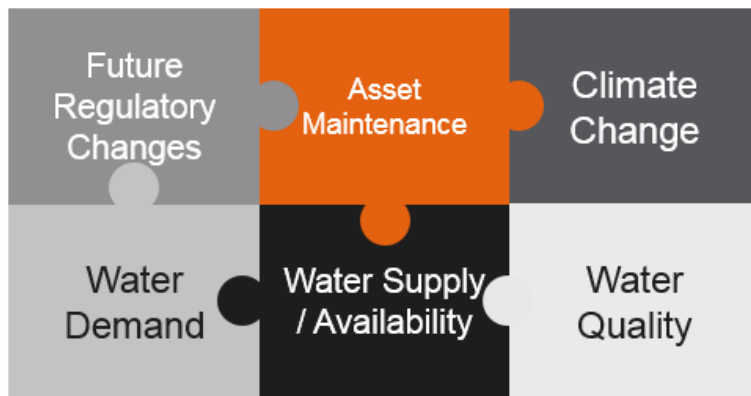 Future
Regulatory
Changes
Asset
Maintenance
Climate
Change
Water
Demand
Water Supply
/ Availability
Water
Quality